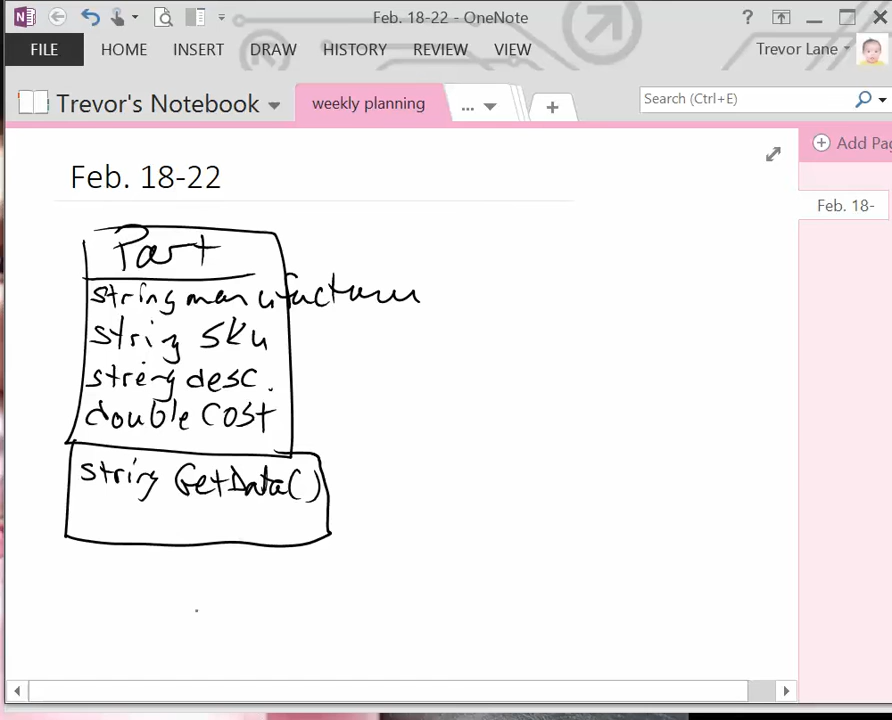 Feb. 18-22 - OneNote
?
FILE HOME INSERT DRAW HISTORY REVIEW VIEW
Trevor Lane
Trevor's Notebook
weekly planning
...
+
Search (Ctrl+E)
Add Pag
Feb. 18-22
Feb. 18-
Part
string manufacturer
string SKU
string desc.
double Cost
string GetData()